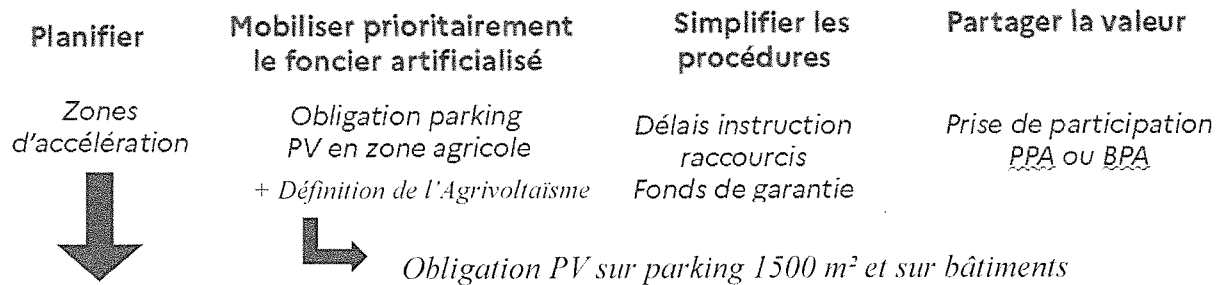 Planifier
Mobiliser prioritairement
le foncier artificialisé
Simplifier les
procédures
Partager la valeur
Zones
d'accélération
Obligation parking
PV en zone agricole
+ Définition de l'Agrivoltaïsme
Délais instruction
raccourcis
Fonds de garantie
Prise de participation
PPA ou BPA
Obligation PV sur parking 1500 m² et sur bâtiments